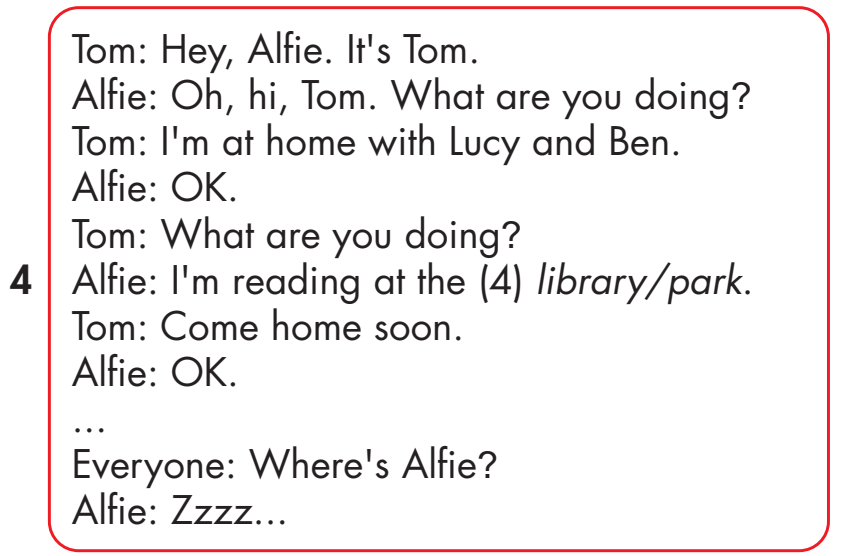 Tom: Hey, Alfie. It's Tom.
Alfie: Oh, hi, Tom. What are you doing?
Tom: I'm at home with Lucy and Ben.
Alfie: OK.
Tom: What are you doing?
4 Alfie: I'm reading at the (4) library/park.
Tom: Come home soon.
Alfie: OK.
...
Everyone: Where's Alfie?
Alfie: Zzzz...